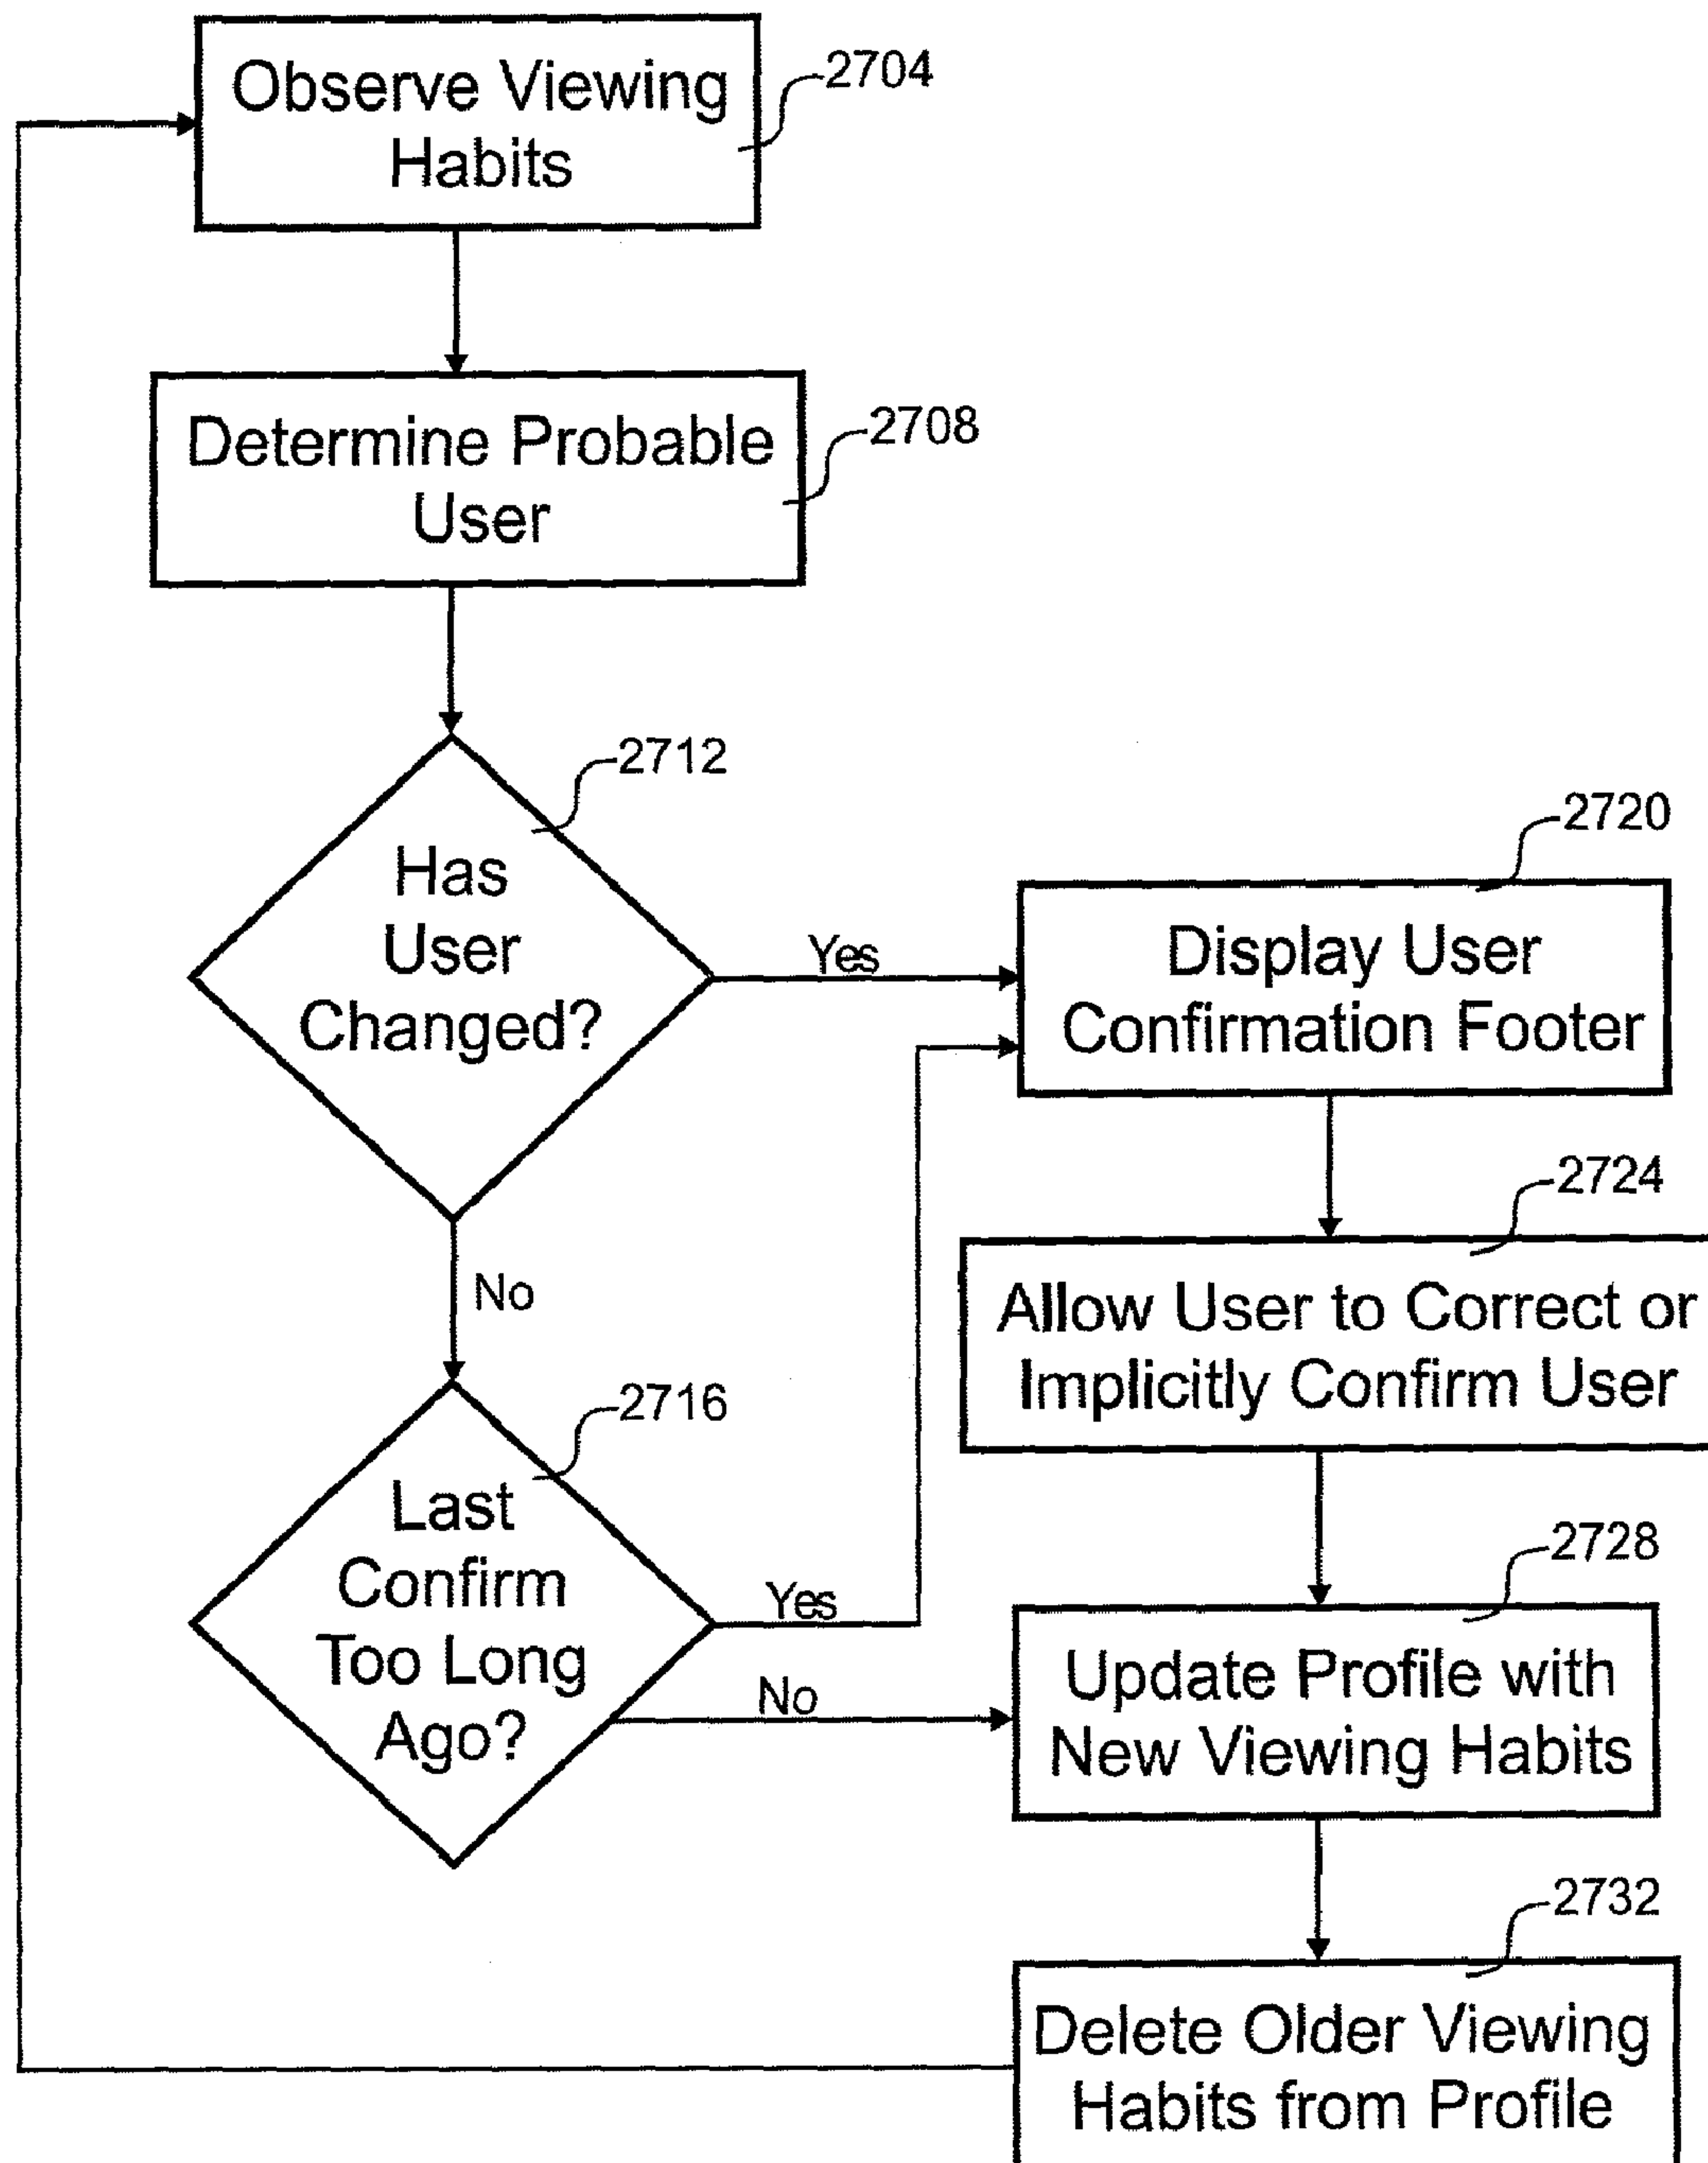 Observe Viewing
Habits
2704
Determine Probable
User
2708
Has
User
Changed?
2712
Yes
No
Last
Confirm
Too Long
Ago?
2716
Yes
No
Display User
Confirmation Footer
2720
Allow User to Correct or
Implicitly Confirm User
2724
Update Profile with
New Viewing Habits
2728
Delete Older Viewing
Habits from Profile
2732